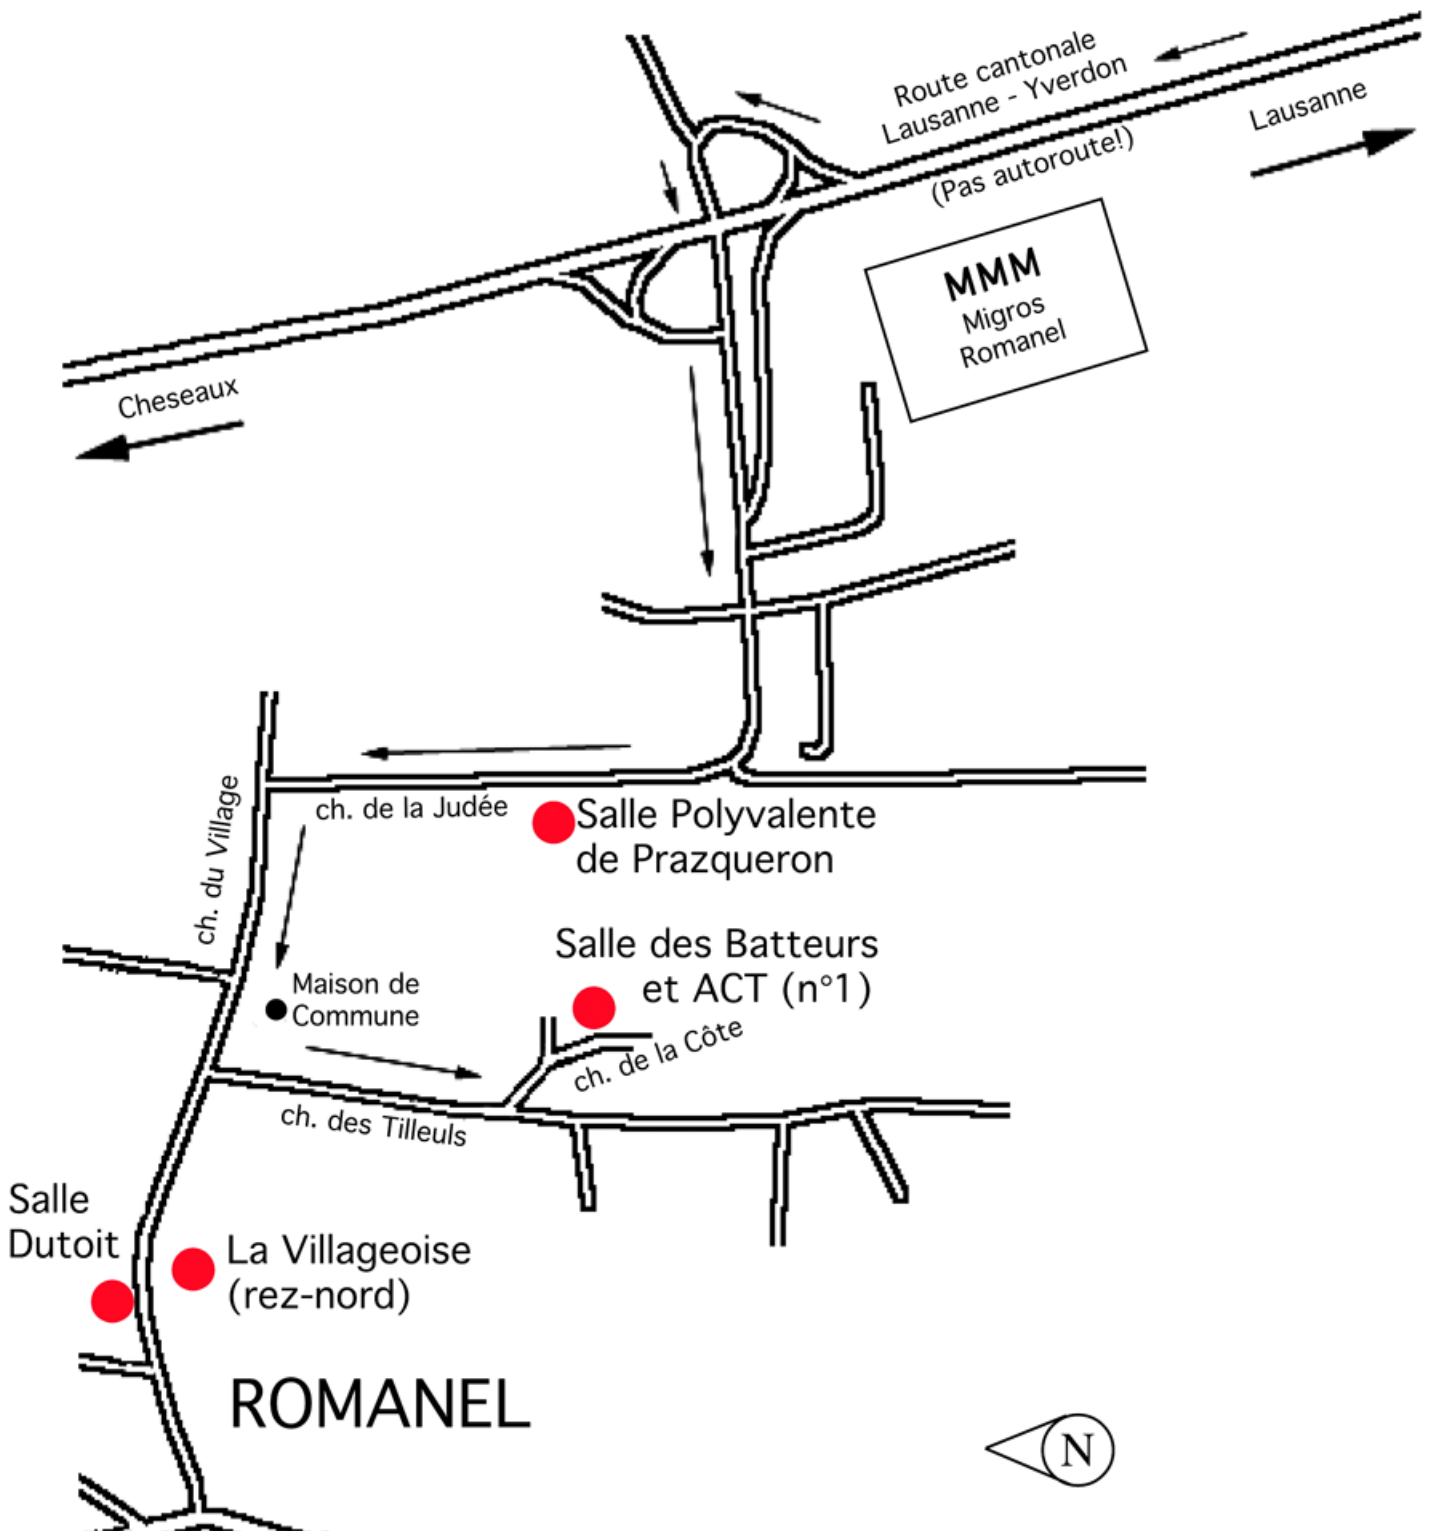 Route cantonale
Lausanne - Yverdon
Lausanne
(Pas autoroute!)
MMM
Migros
Romanel
Cheseaux
ch. de la Judée
Salle Polyvalente
de Prazqueron
ch. du Village
Salle des Batteurs
et ACT (n°1)
Maison de
Commune
ch. de la Côte
ch. des Tilleuls
Salle
Dutoit
La Villageoise
(rez-nord)
ROMANEL
N